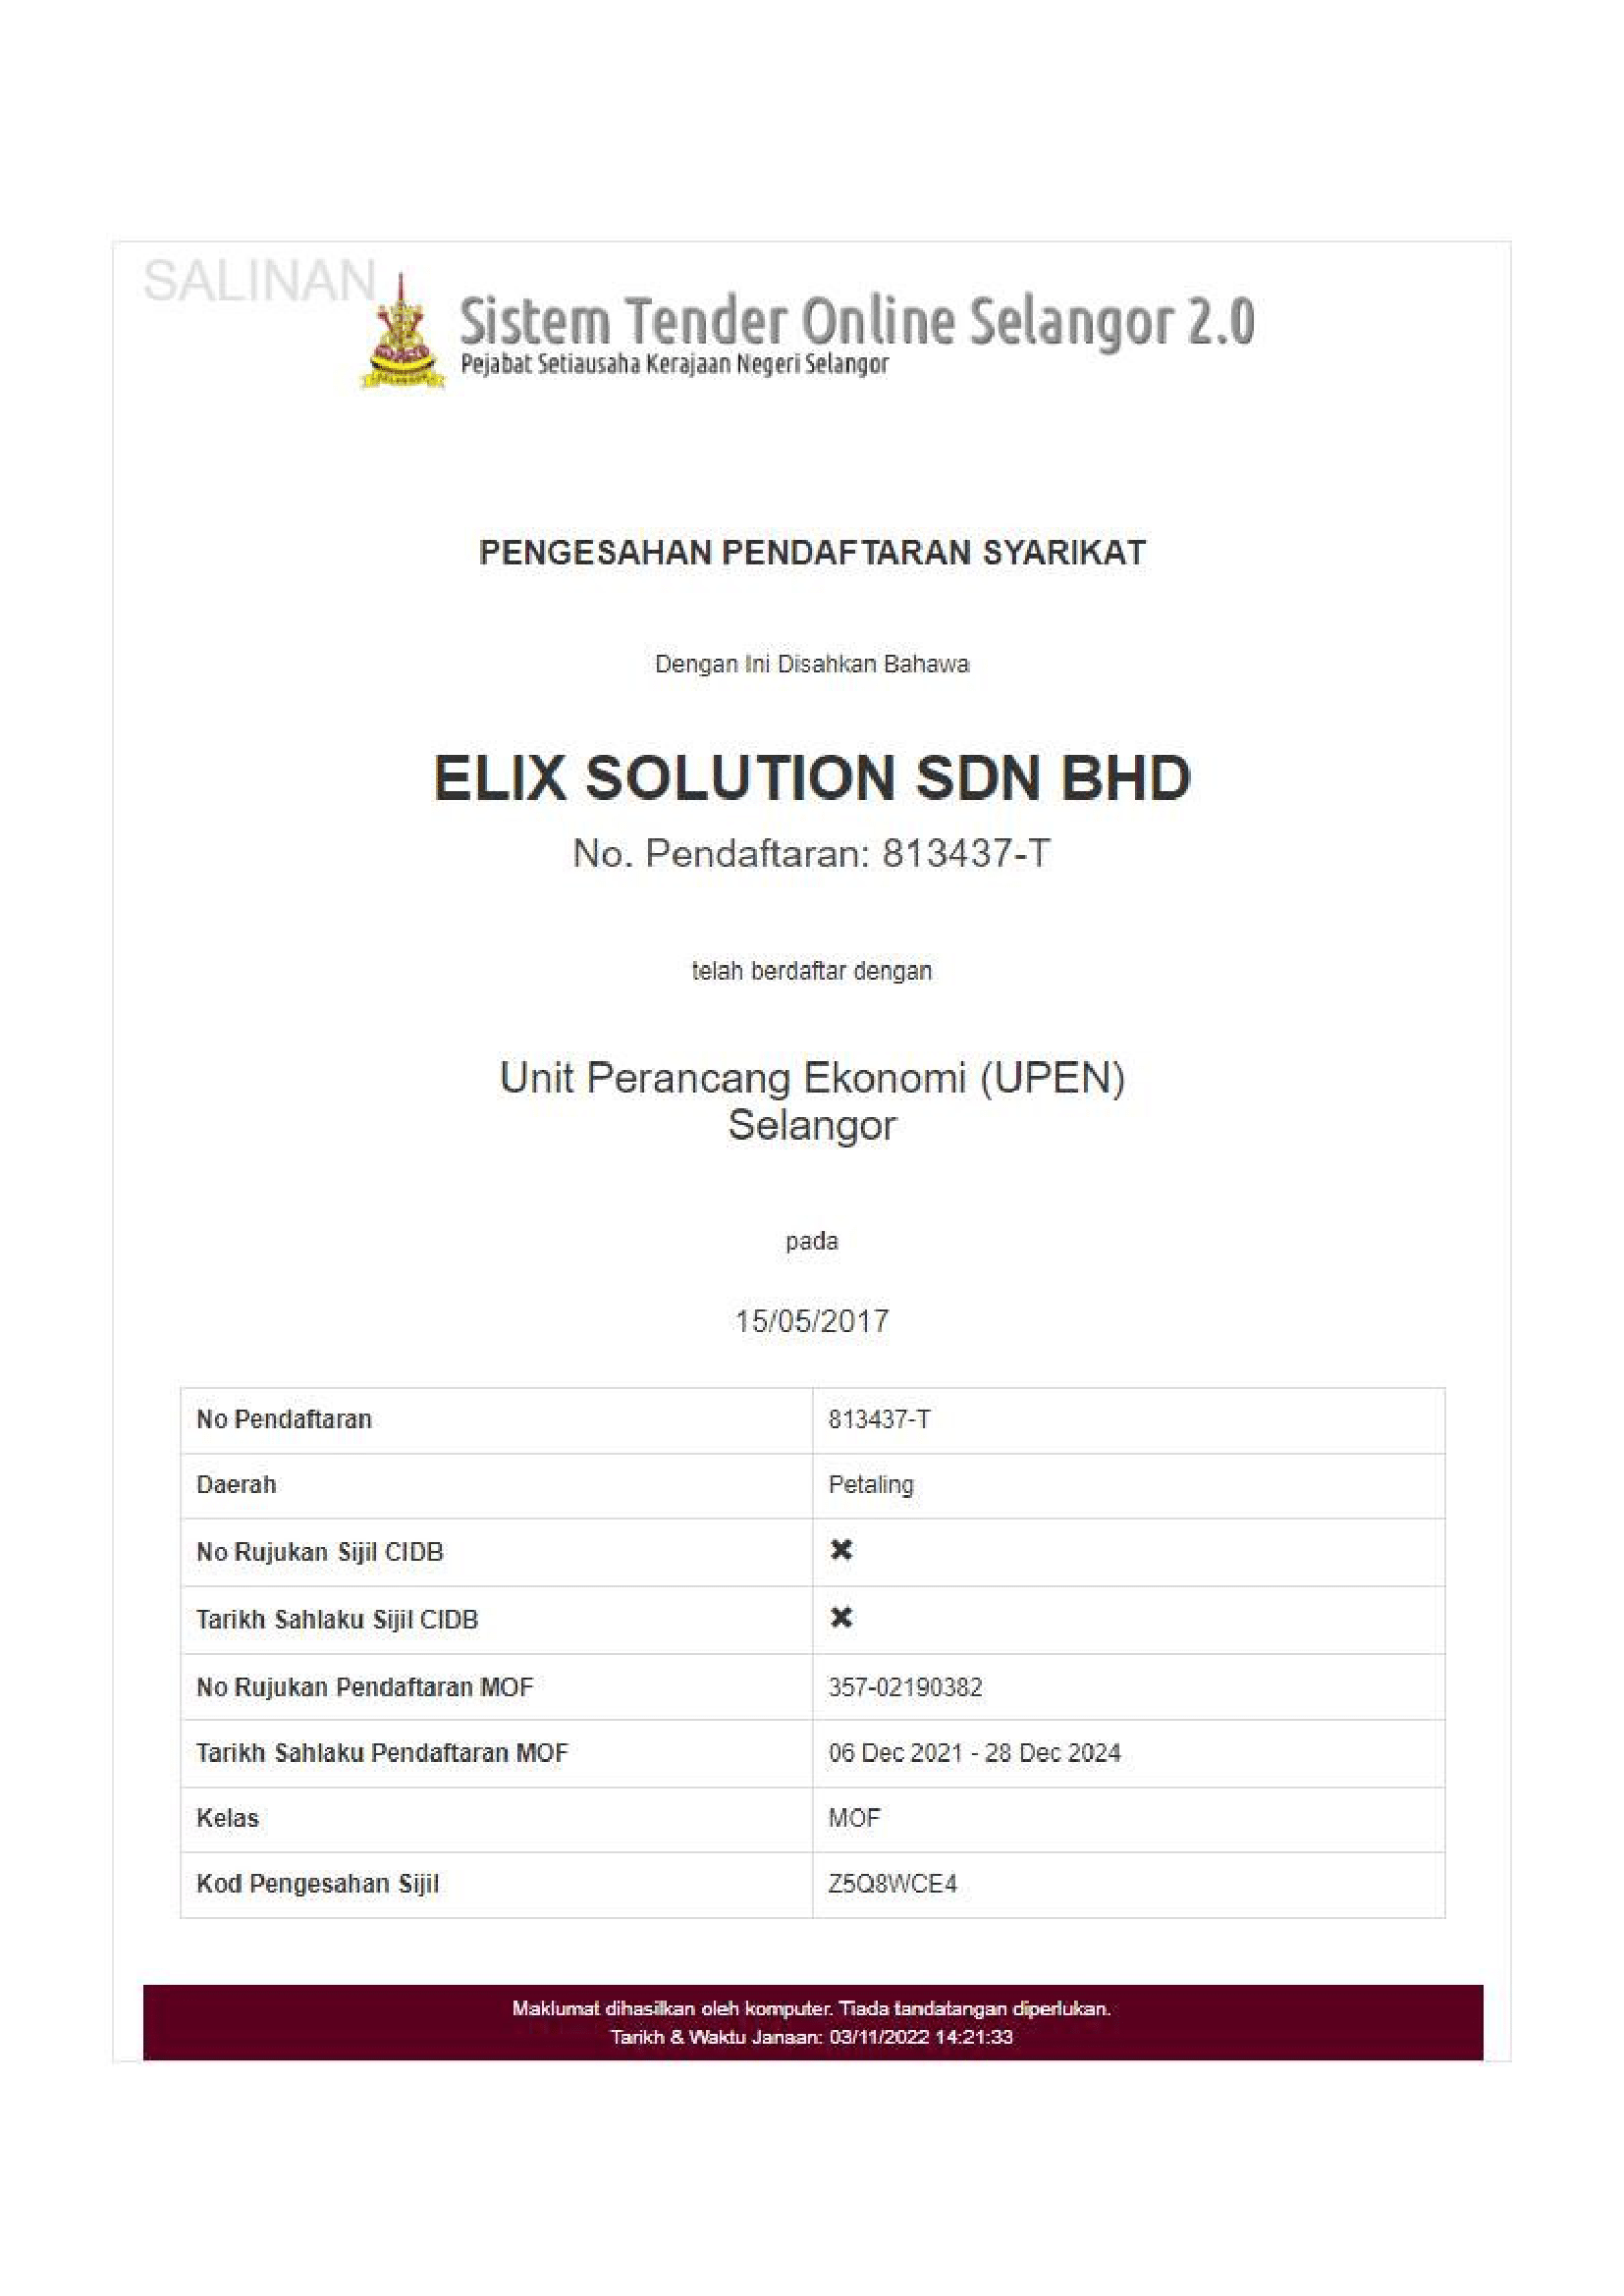 SALINAN
Sistem Tender Online Selangor 2.0
Pejabat Setiausaha Kerajaan Negeri Selangor
PENGESAHAN PENDAFTARAN SYARIKAT
Dengan Ini Disahkan Bahawa
ELIX SOLUTION SDN BHD
No. Pendaftaran: 813437-T
telah berdaftar dengan
Unit Perancang Ekonomi (UPEN)
Selangor
pada
15/05/2017
No Pendaftaran 813437-T
Daerah Petaling
No Rujukan Sijil CIDB ✖
Tarikh Sahlaku Sijil CIDB ✖
No Rujukan Pendaftaran MOF 357-02190382
Tarikh Sahlaku Pendaftaran MOF 06 Dec 2021 - 28 Dec 2024
Kelas MOF
Kod Pengesahan Sijil Z5Q8WCE4
Maklumat dihasilkan oleh komputer. Tiada tandatangan diperlukan.
Tarikh & Waktu Janaan: 03/11/2022 14:21:33